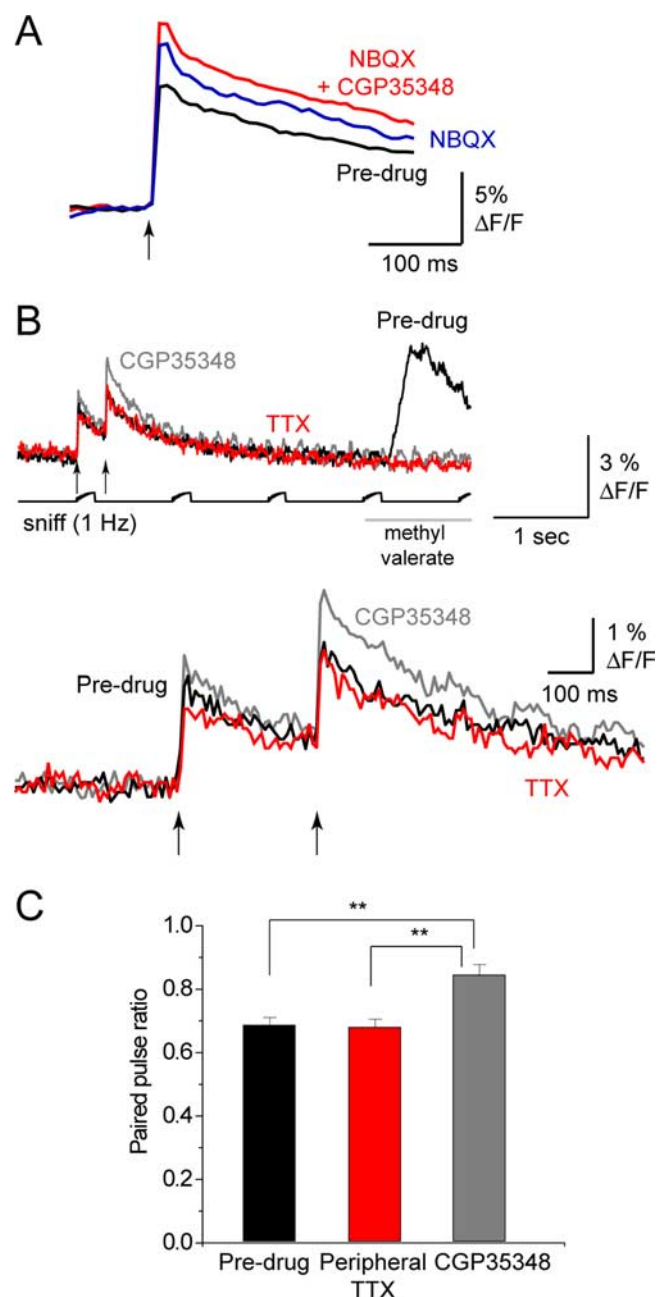 A
NBQX
+ CGP35348
NBQX
Pre-drug
5%
ΔF/F
100 ms
B
Pre-drug
CGP35348
TTX
3 %
ΔF/F
sniff (1 Hz)
methyl
valerate
1 sec
CGP35348
1 %
ΔF/F
Pre-drug
100 ms
TTX
C
**
**
1.0
0.8
0.6
0.4
0.2
0.0
Paired pulse ratio
Pre-drug Peripheral CGP35348
TTX